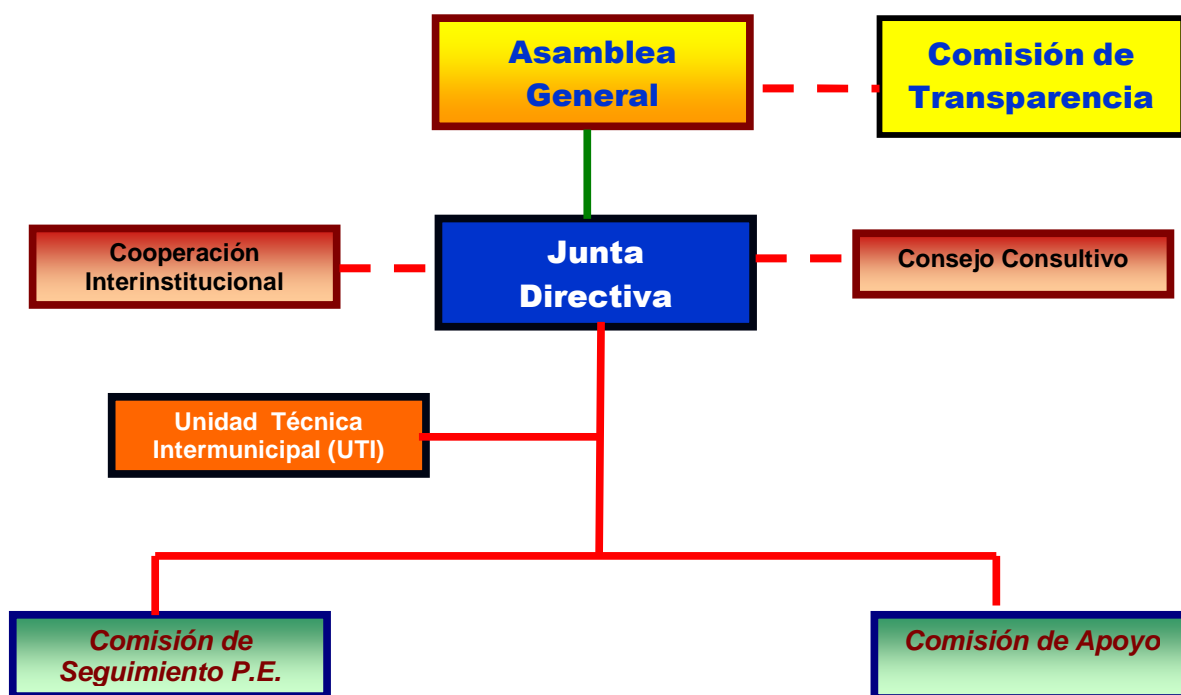 Asamblea
General
Comisión de
Transparencia
Cooperación
Interinstitucional
Junta
Directiva
Consejo Consultivo
Unidad Técnica
Intermunicipal (UTI)
Comisión de
Seguimiento P.E.
Comisión de Apoyo